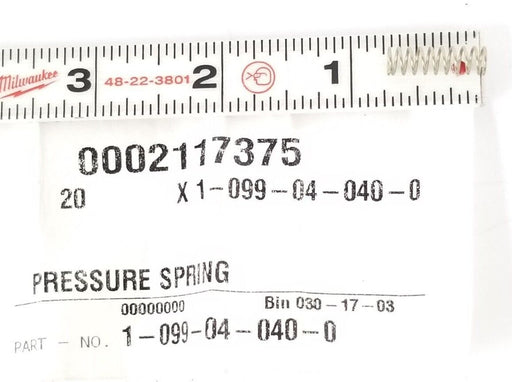 Milwaukee 3 48-22-3801 2 1
0002117375
20 X 1-099-04-040-0
PRESSURE SPRING
00000000 Bin 030-17-03
PART - NO. 1-099-04-040-0